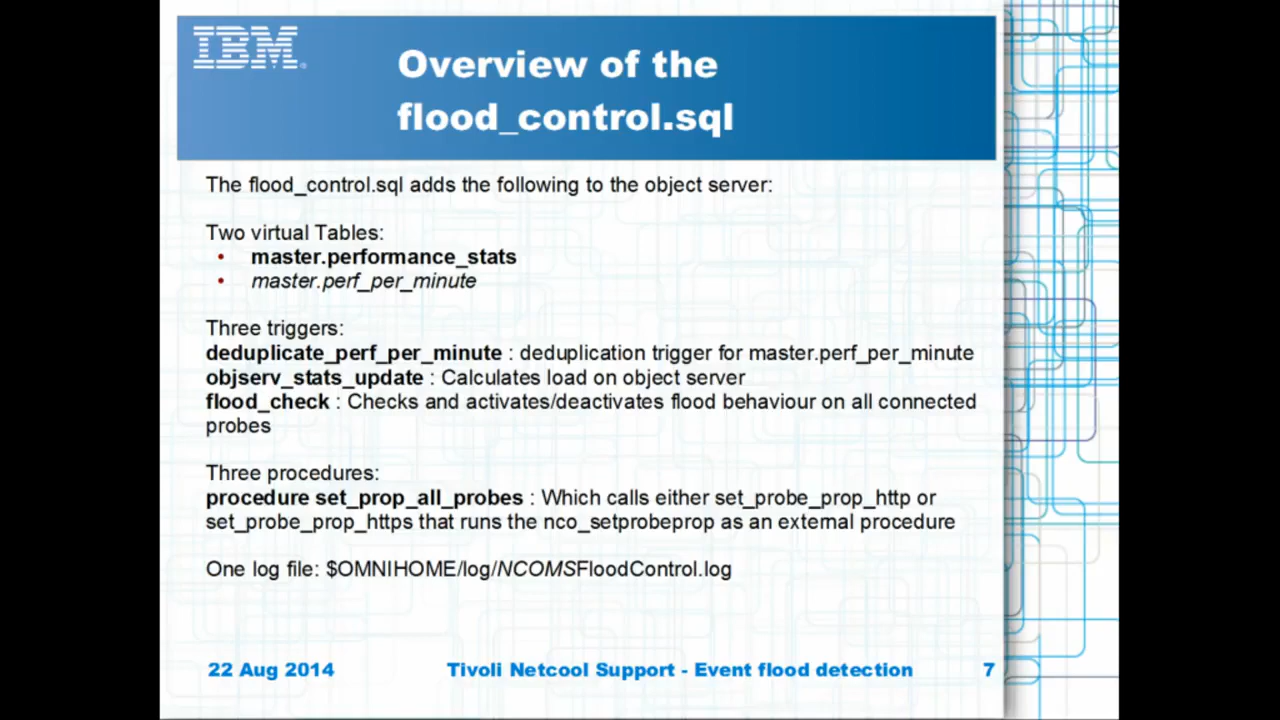 IBM
Overview of the
flood_control.sql
The flood_control.sql adds the following to the object server:
Two virtual Tables:
• master.performance_stats
• master.perf_per_minute
Three triggers:
deduplicate_perf_per_minute : deduplication trigger for master.perf_per_minute
objserv_stats_update : Calculates load on object server
flood_check : Checks and activates/deactivates flood behaviour on all connected
probes
Three procedures:
procedure set_prop_all_probes : Which calls either set_probe_prop_http or
set_probe_prop_https that runs the nco_setprobeprop as an external procedure
One log file: $OMNIHOME/log/NCOMSFloodControl.log
22 Aug 2014 Tivoli Netcool Support - Event flood detection 7